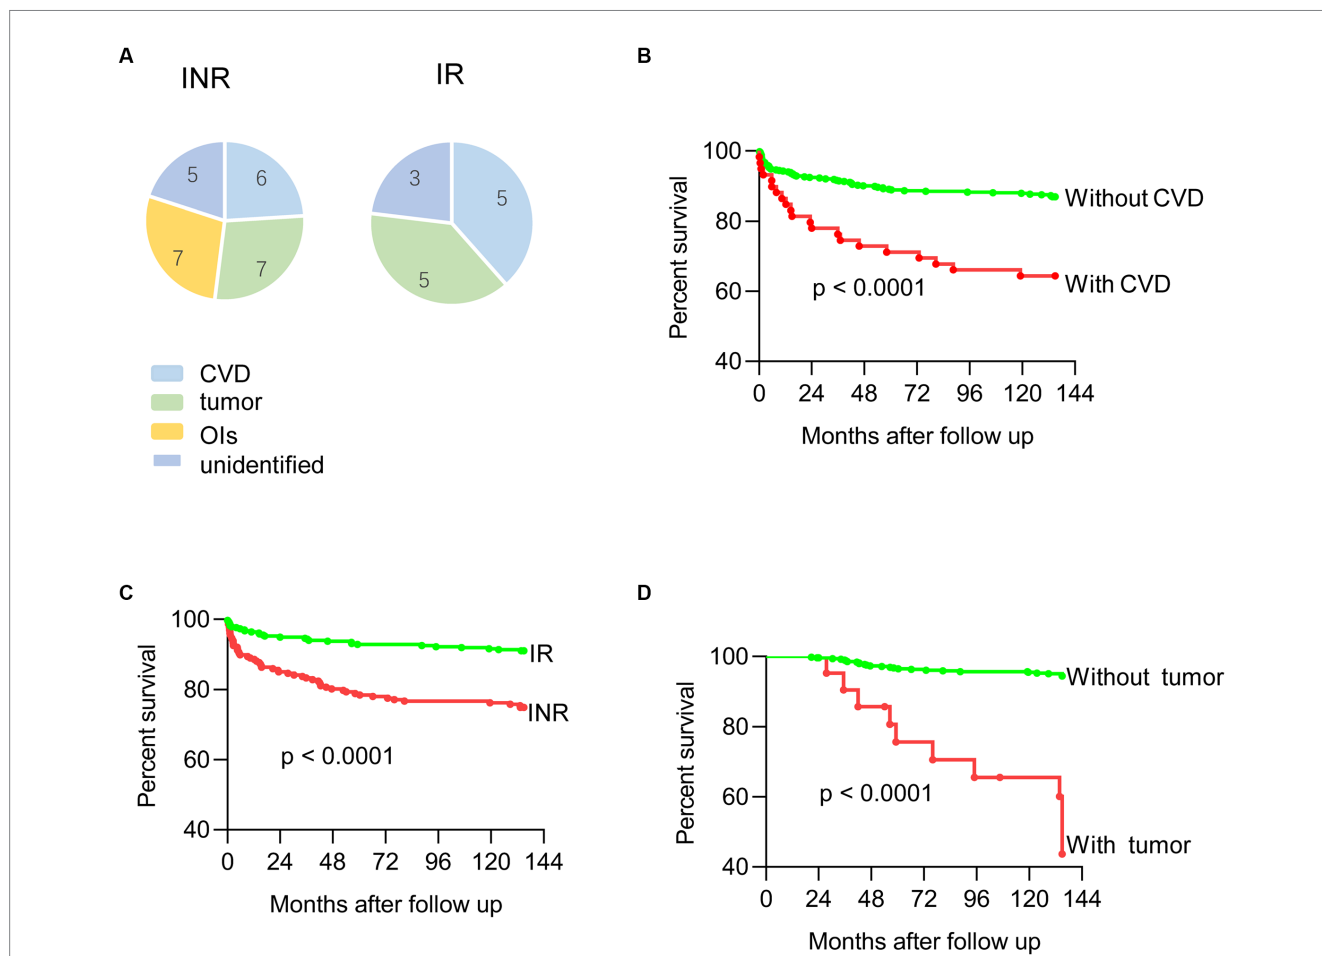 A
INR
IR
5
6
7
7
3
5
5
CVD
tumor
OIs
unidentified
B
100
80
60
40
Percent survival
Without CVD
With CVD
p < 0.0001
0 24 48 72 96 120 144
Months after follow up
C
100
80
60
40
Percent survival
IR
INR
p < 0.0001
0 24 48 72 96 120 144
Months after follow up
D
100
80
60
40
Percent survival
Without tumor
p < 0.0001
With tumor
0 24 48 72 96 120 144
Months after follow up